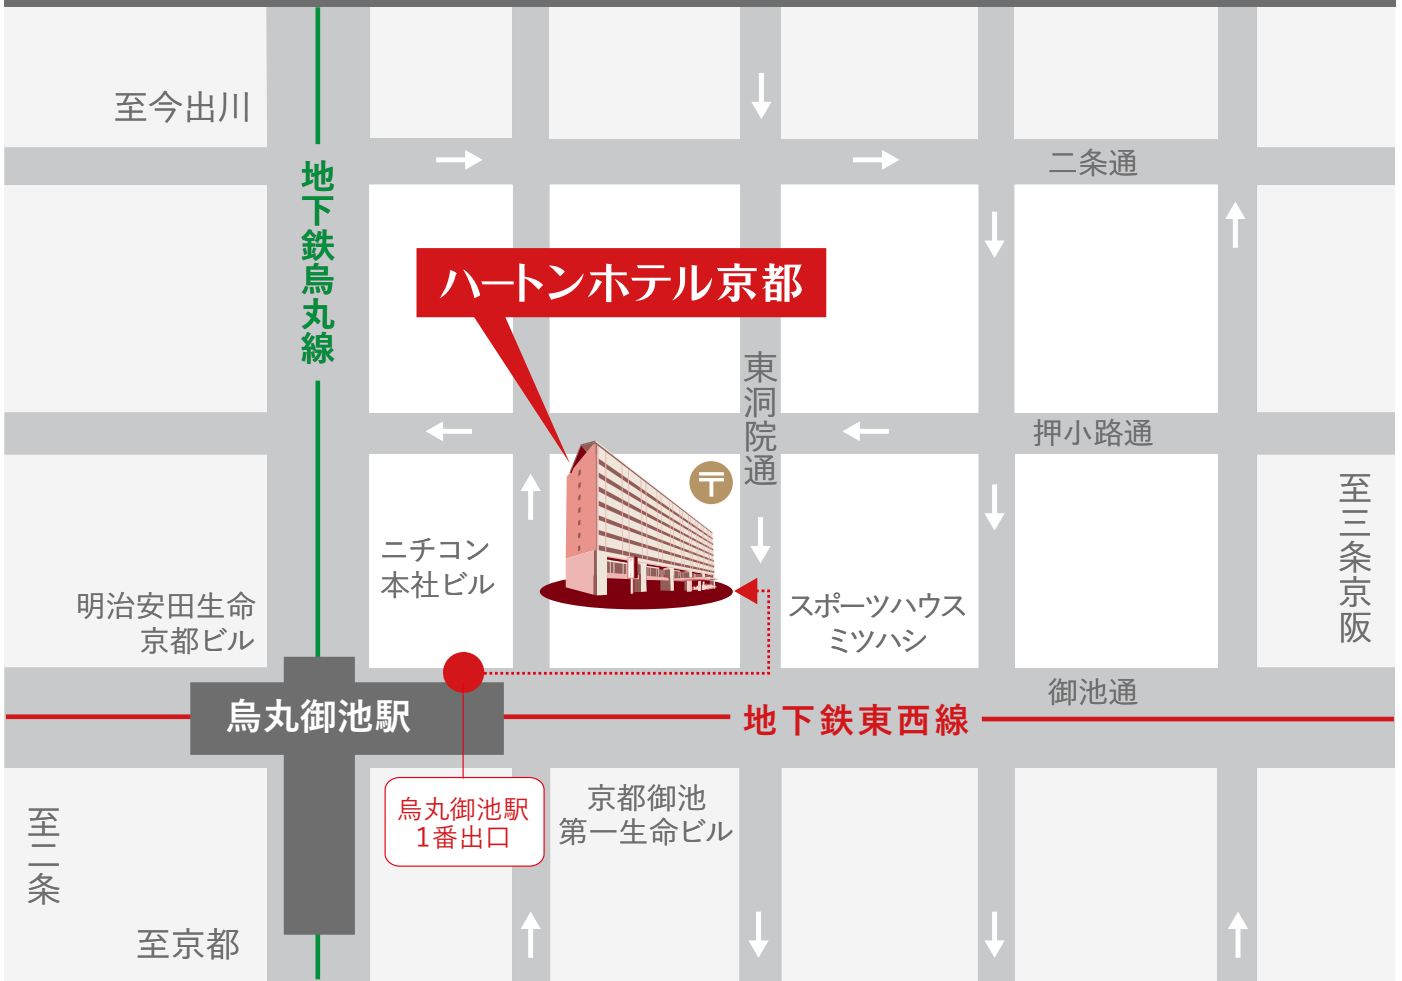 至今出川
二条通
地下鉄烏丸線
ハートンホテル京都
東洞院通
押小路通
〒
至三条京阪
ニチコン
本社ビル
明治安田生命
京都ビル
スポーツハウス
ミツハシ
御池通
烏丸御池駅
地下鉄東西線
烏丸御池駅
1番出口
京都御池
第一生命ビル
至二条
至京都